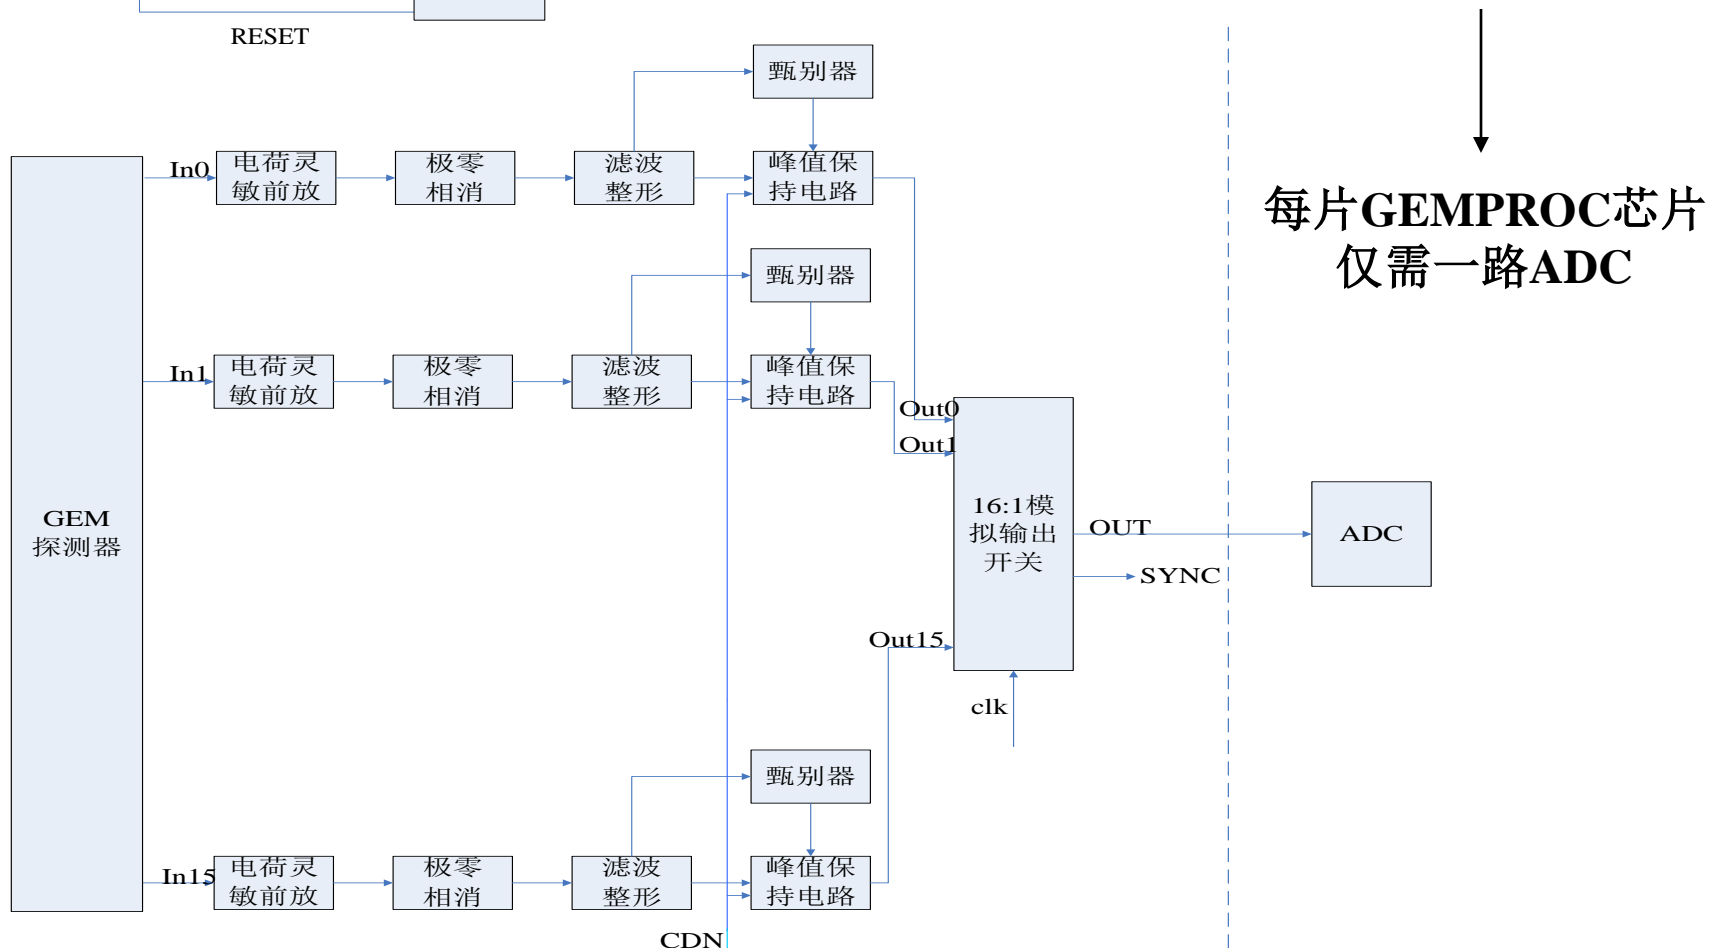 RESET
甄别器
In0
电荷灵
敏前放
极零
相消
滤波
整形
峰值保
持电路
每片GEMPROC芯片
仅需一路ADC
甄别器
In1
电荷灵
敏前放
极零
相消
滤波
整形
峰值保
持电路
Out0
Out1
GEM
探测器
16:1模
拟输出
开关
OUT
ADC
SYNC
Out15
clk
甄别器
In15
电荷灵
敏前放
极零
相消
滤波
整形
峰值保
持电路
CDN